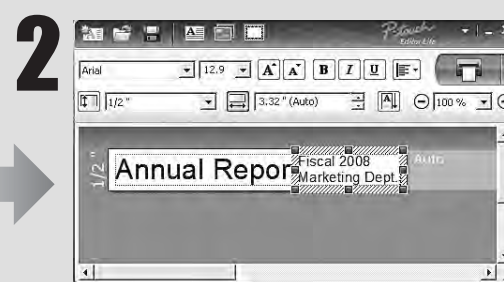 2
P-touch
Editor Lite
Arial 12.9 A A B I U
1/2" 3.32 " (Auto) A 100 %
1/2 "
Annual Repor
Fiscal 2008
Marketing Dept.
Auto